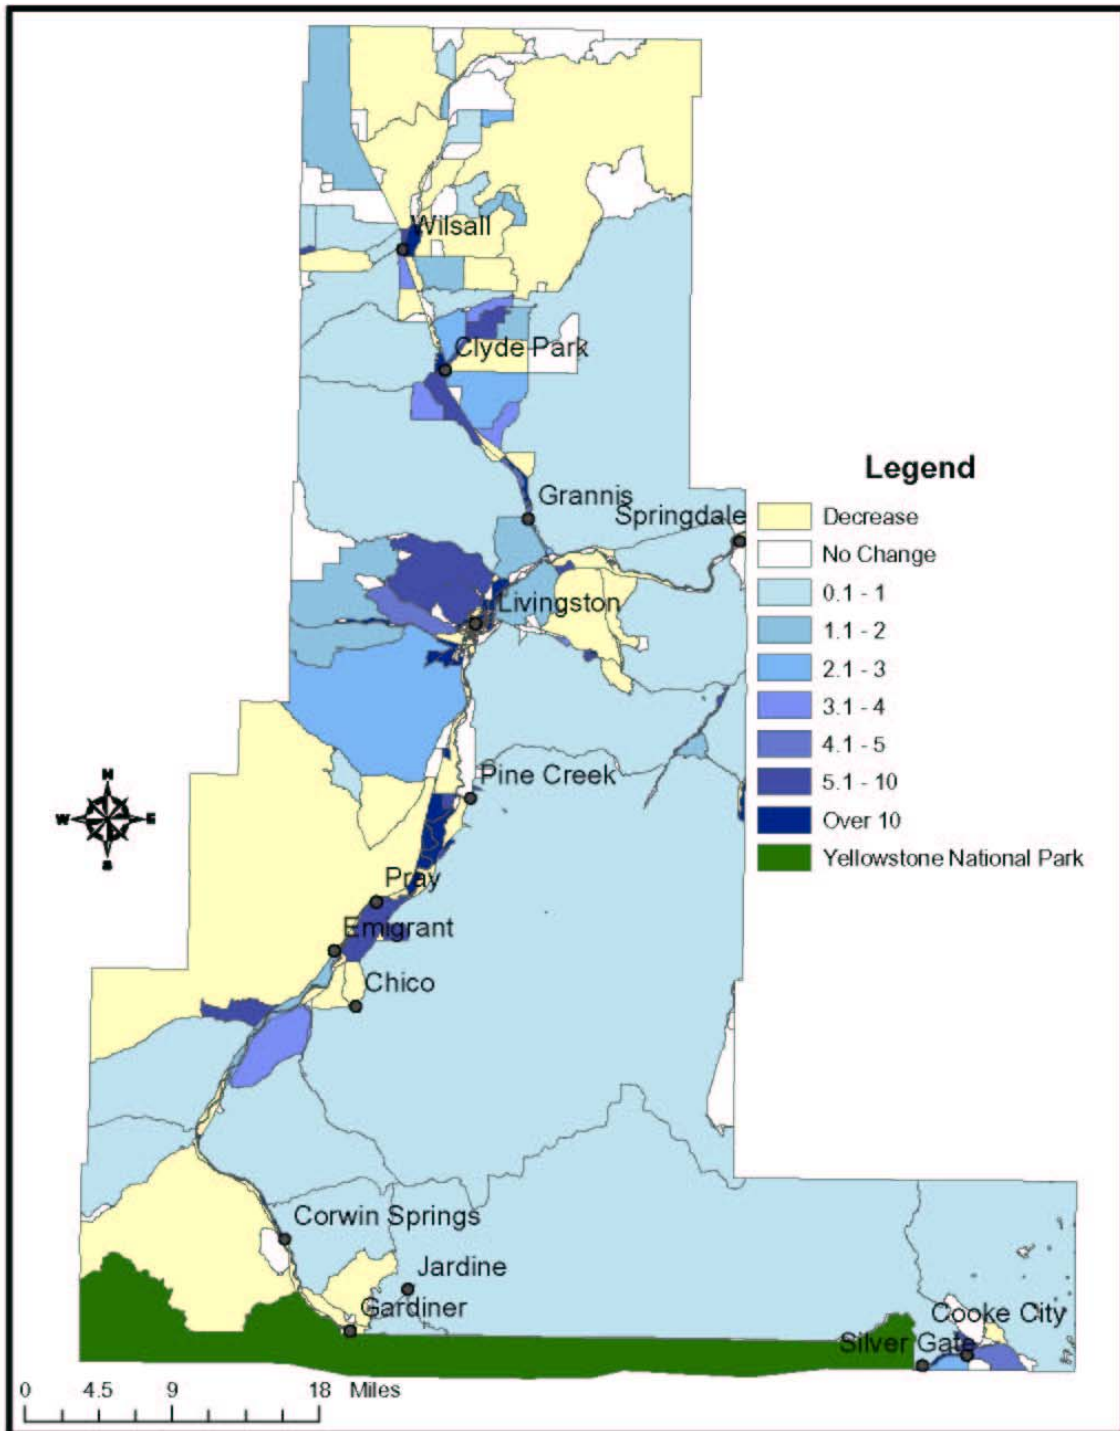 Wilsall
Clyde Park
Legend
Grannis
Springdale
Decrease
No Change
0.1 - 1
Livingston
1.1 - 2
2.1 - 3
3.1 - 4
4.1 - 5
N
W E
S
Pine Creek
5.1 - 10
Over 10
Yellowstone National Park
Pray
Emigrant
Chico
Corwin Springs
Jardine
Gardiner
Cooke City
Silver Gate
0 4.5 9 18 Miles